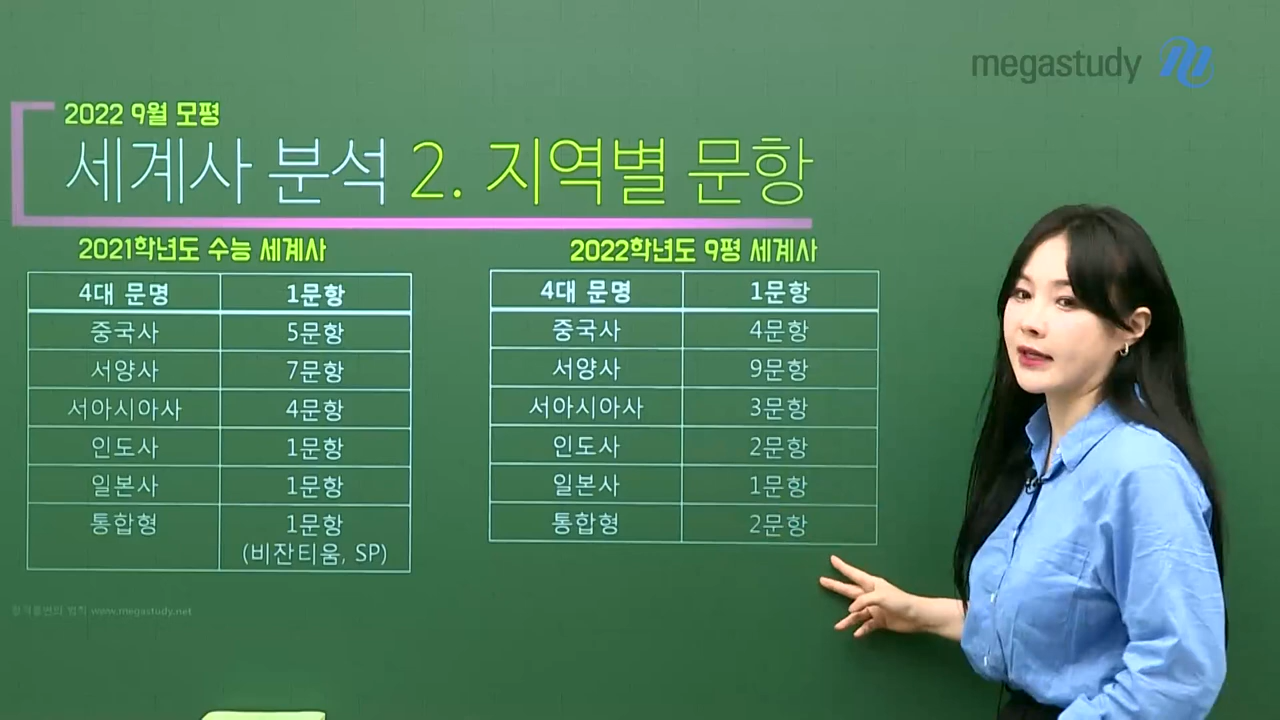 megastudy
2022 9월 모평
세계사 분석 2. 지역별 문항
2021학년도 수능 세계사
4대 문명 1문항
중국사 5문항
서양사 7문항
서아시아사 4문항
인도사 1문항
일본사 1문항
통합형 1문항
(비잔티움, SP)
2022학년도 9평 세계사
4대 문명 1문항
중국사 4문항
서양사 9문항
서아시아사 3문항
인도사 2문항
일본사 1문항
통합형 2문항
www.megastudy.net